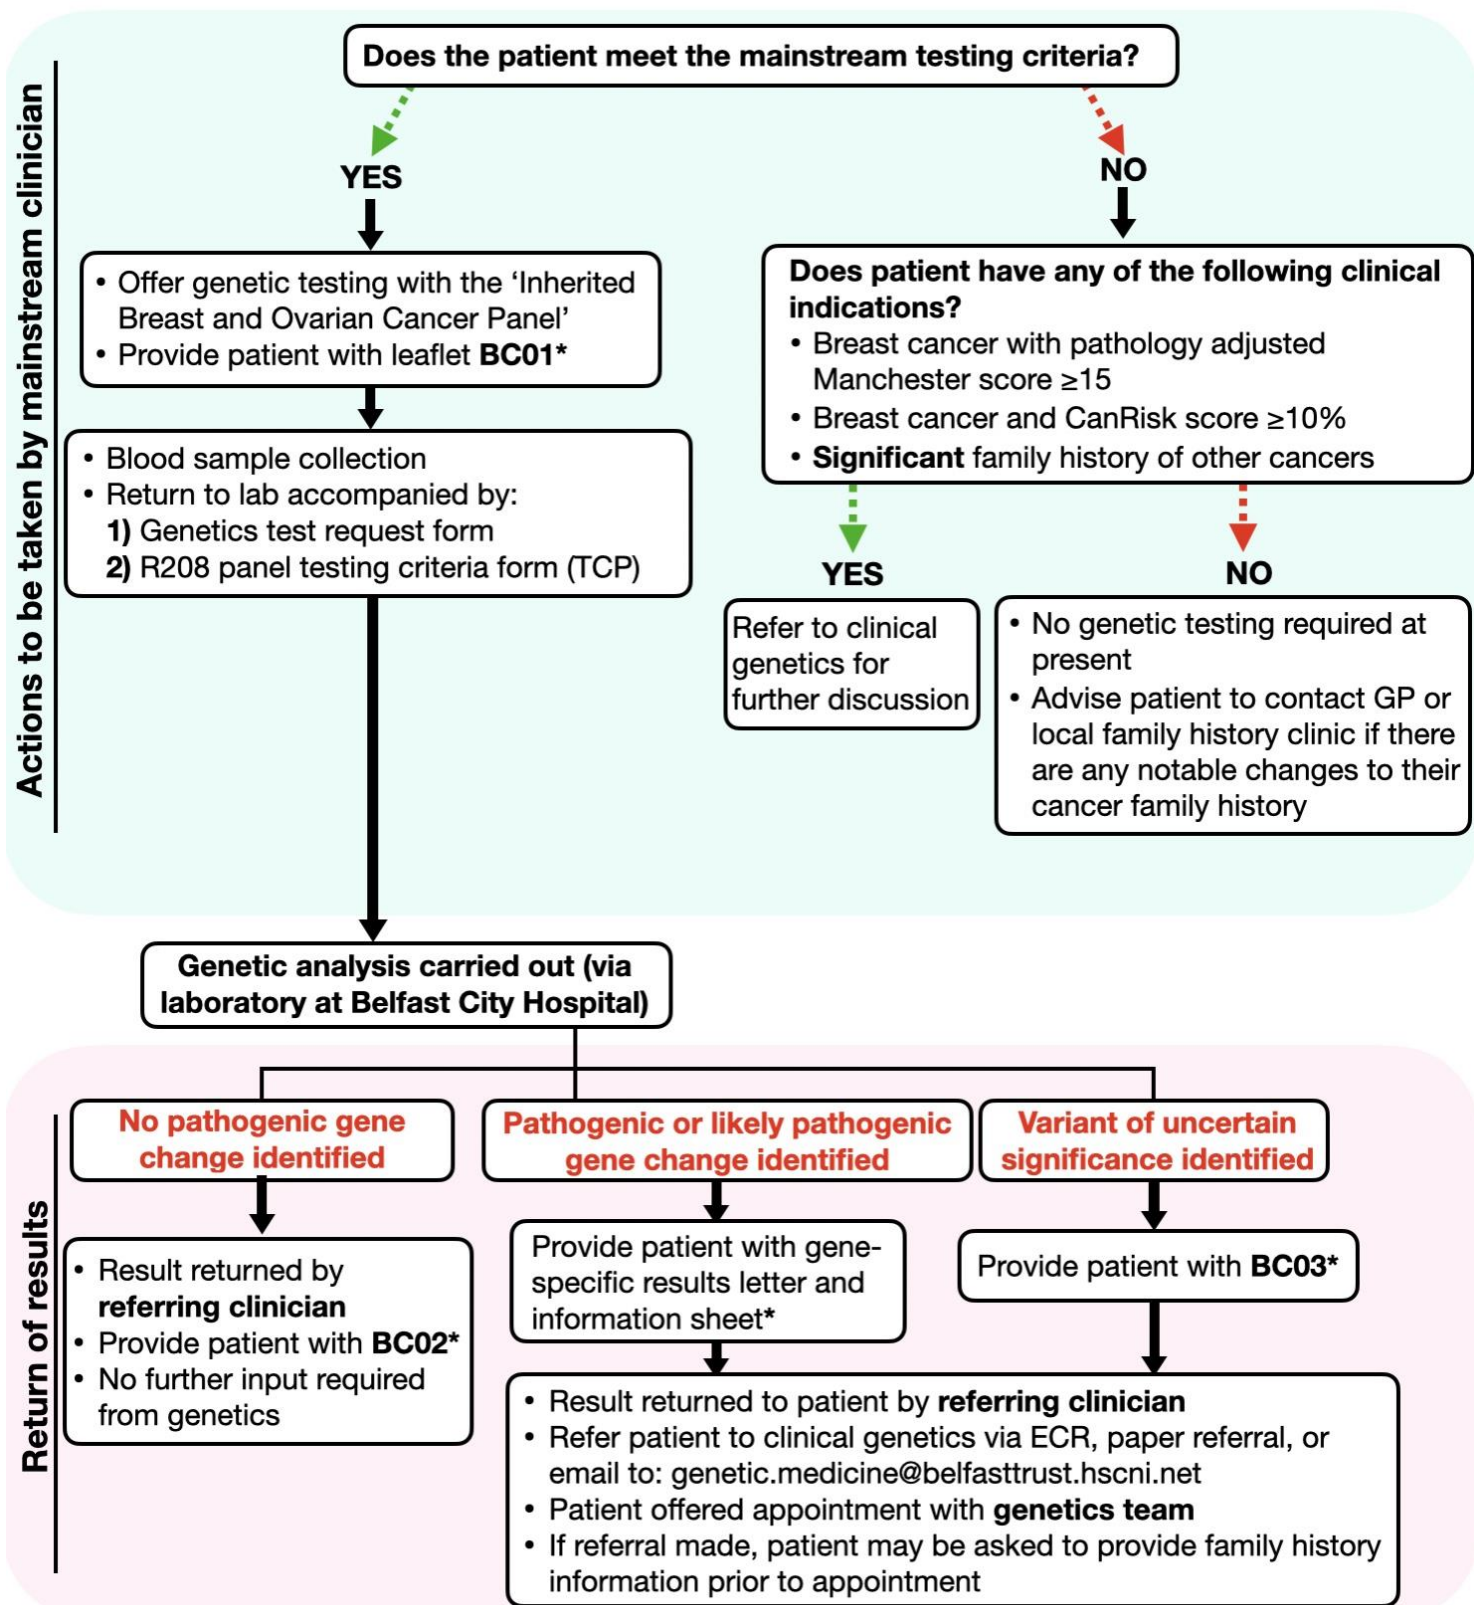 Does the patient meet the mainstream testing criteria?
Actions to be taken by mainstream clinician
YES
NO
• Offer genetic testing with the ‘Inherited
Breast and Ovarian Cancer Panel’
• Provide patient with leaflet BC01*
• Blood sample collection
• Return to lab accompanied by:
1) Genetics test request form
2) R208 panel testing criteria form (TCP)
Does patient have any of the following clinical
indications?
• Breast cancer with pathology adjusted
Manchester score ≥15
• Breast cancer and CanRisk score ≥10%
• Significant family history of other cancers
YES
NO
Refer to clinical
genetics for
further discussion
• No genetic testing required at
present
• Advise patient to contact GP or
local family history clinic if there
are any notable changes to their
cancer family history
Genetic analysis carried out (via
laboratory at Belfast City Hospital)
Return of results
No pathogenic gene
change identified
• Result returned by
referring clinician
• Provide patient with BC02*
• No further input required
from genetics
Pathogenic or likely pathogenic
gene change identified
Provide patient with gene-
specific results letter and
information sheet*
Variant of uncertain
significance identified
Provide patient with BC03*
• Result returned to patient by referring clinician
• Refer patient to clinical genetics via ECR, paper referral, or
email to: genetic.medicine@belfasttrust.hscni.net
• Patient offered appointment with genetics team
• If referral made, patient may be asked to provide family history
information prior to appointment